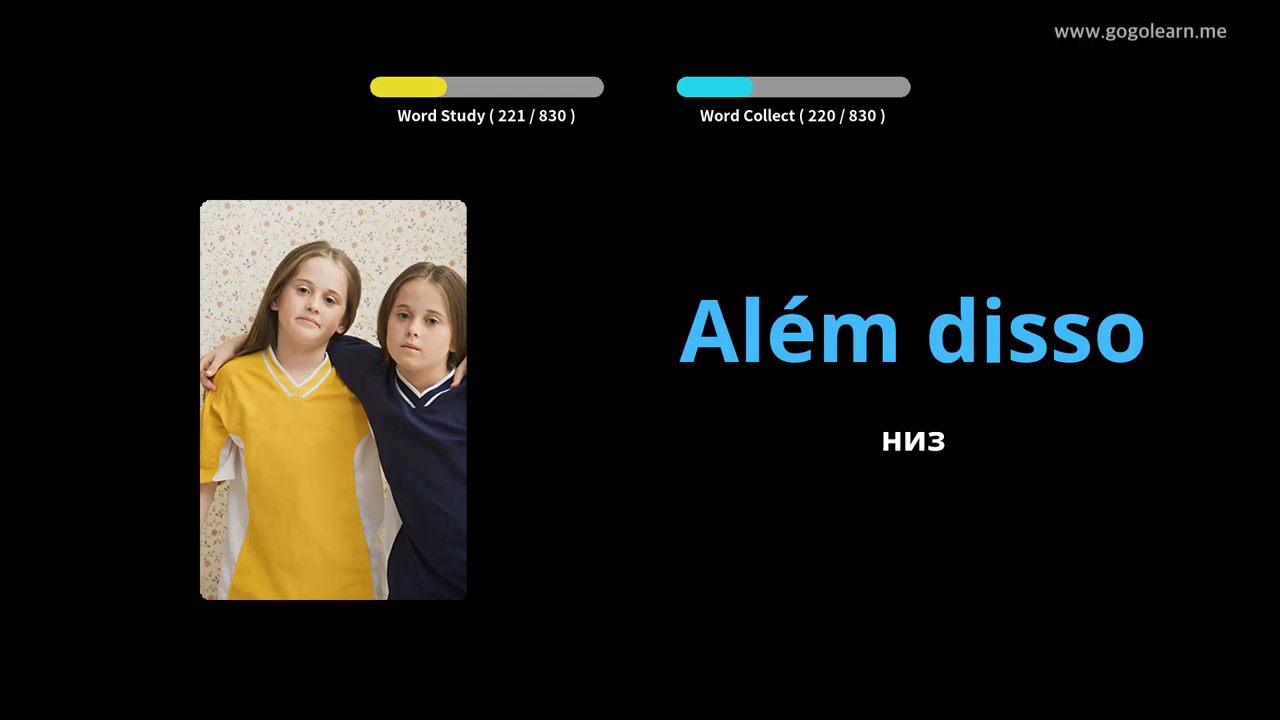 www.gogolearn.me
Word Study ( 221 / 830 )
Word Collect ( 220 / 830 )
Além disso
низ